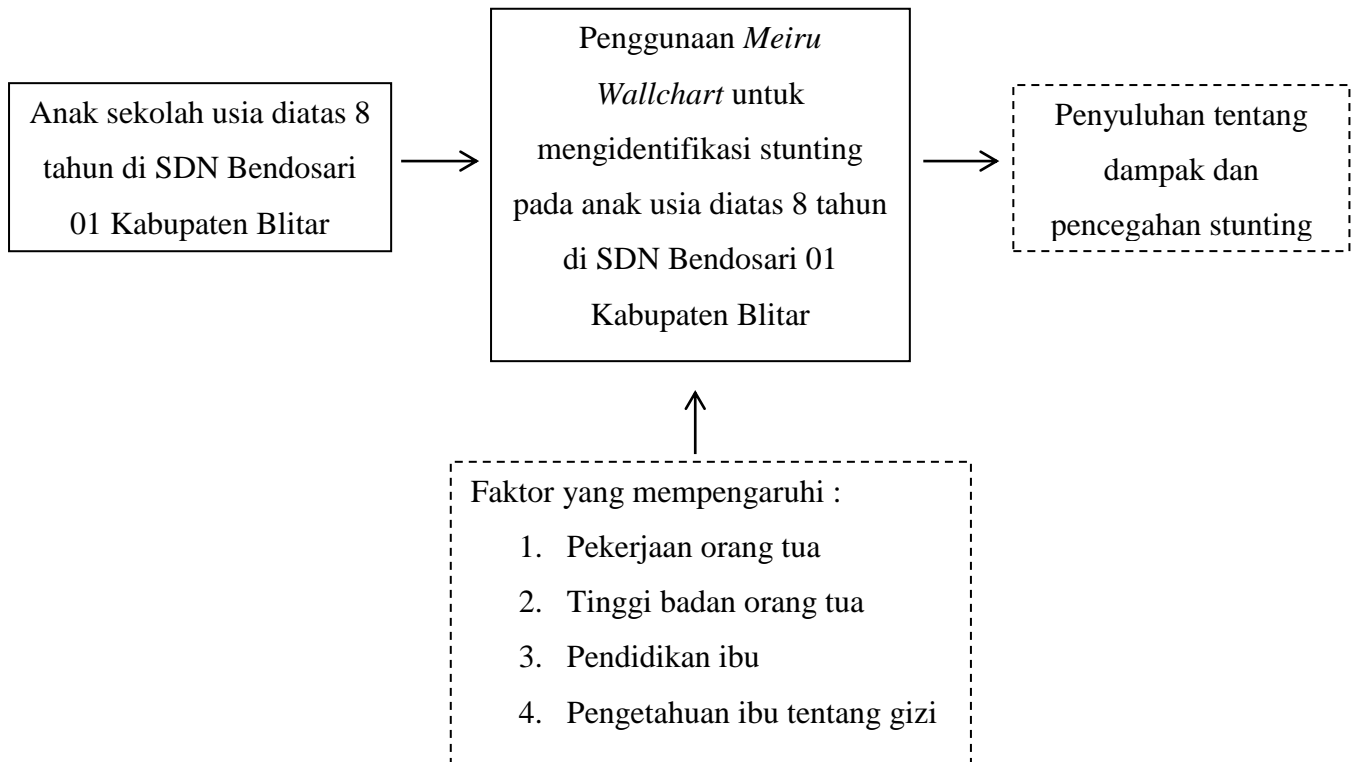 Anak sekolah usia diatas 8
tahun di SDN Bendosari
01 Kabupaten Blitar
Penggunaan Meiru
Wallchart untuk
mengidentifikasi stunting
pada anak usia diatas 8 tahun
di SDN Bendosari 01
Kabupaten Blitar
Penyuluhan tentang
dampak dan
pencegahan stunting
Faktor yang mempengaruhi :
1. Pekerjaan orang tua
2. Tinggi badan orang tua
3. Pendidikan ibu
4. Pengetahuan ibu tentang gizi